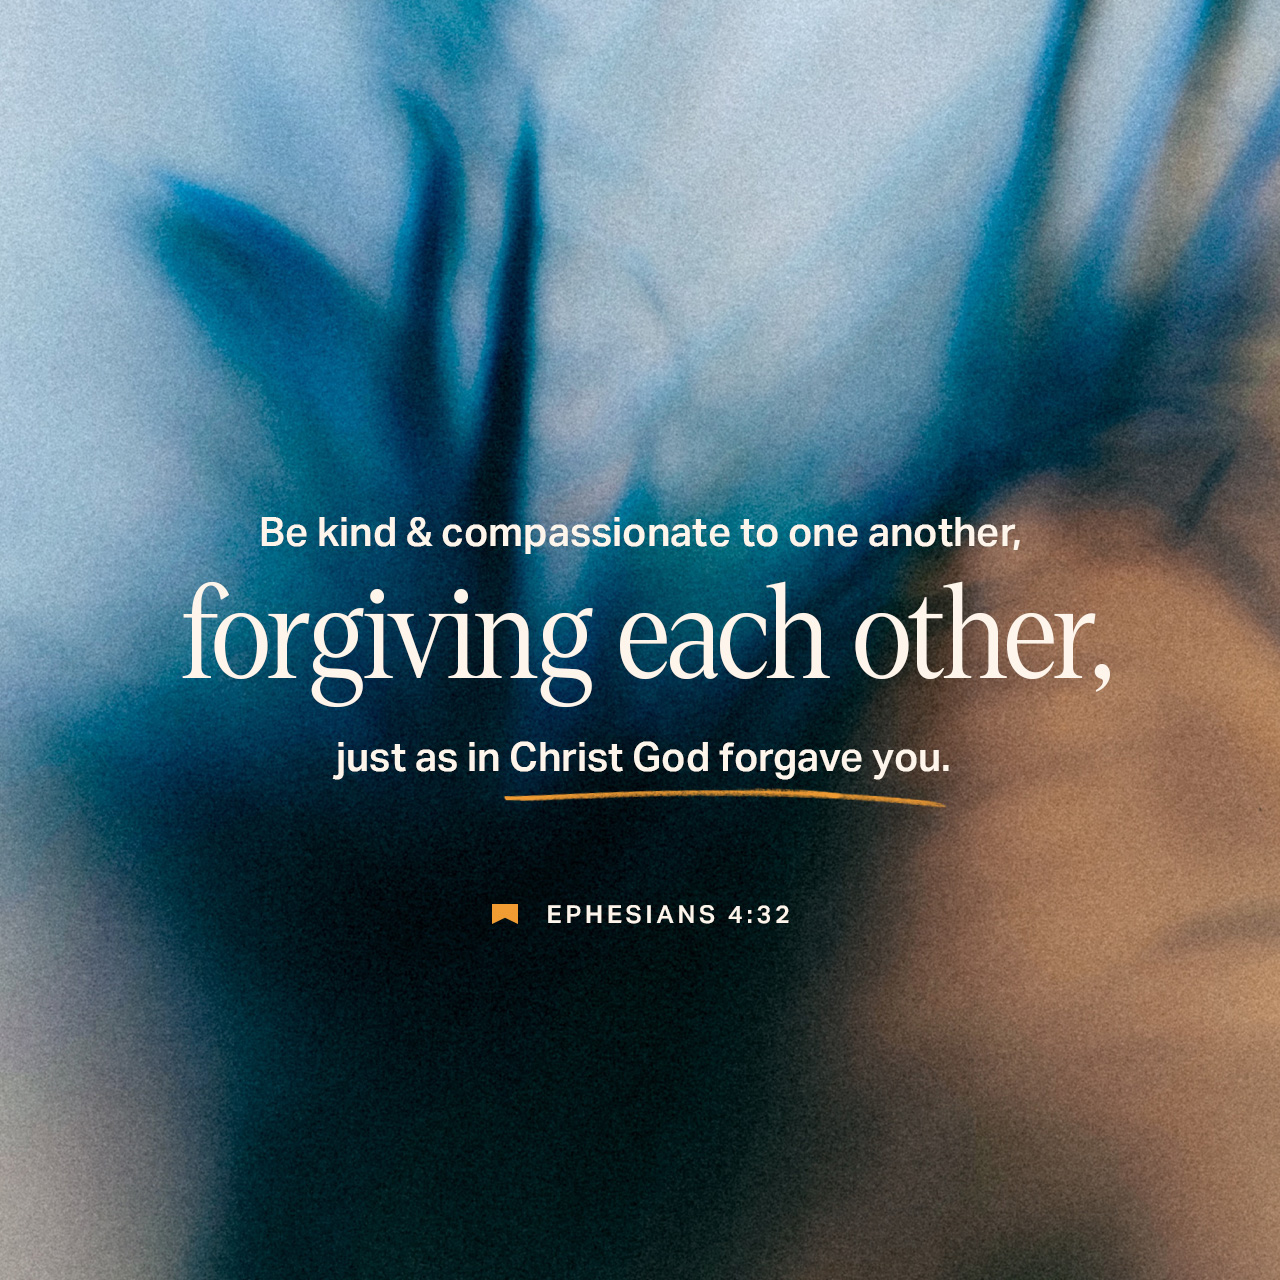 Be kind & compassionate to one another,
forgiving each other,
just as in Christ God forgave you.
EPHESIANS 4:32